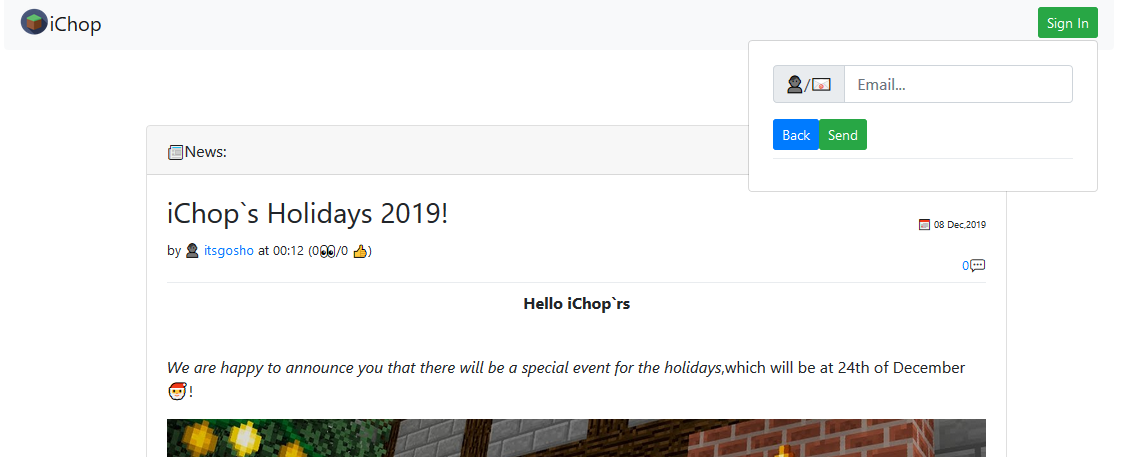 iChop
Sign In
Email...
Back Send
News:
iChop`s Holidays 2019!
08 Dec,2019
by itsgosho at 00:12 (0👀/0 👍)
0💬
Hello iChop`rs
We are happy to announce you that there will be a special event for the holidays,which will be at 24th of December
🎅!